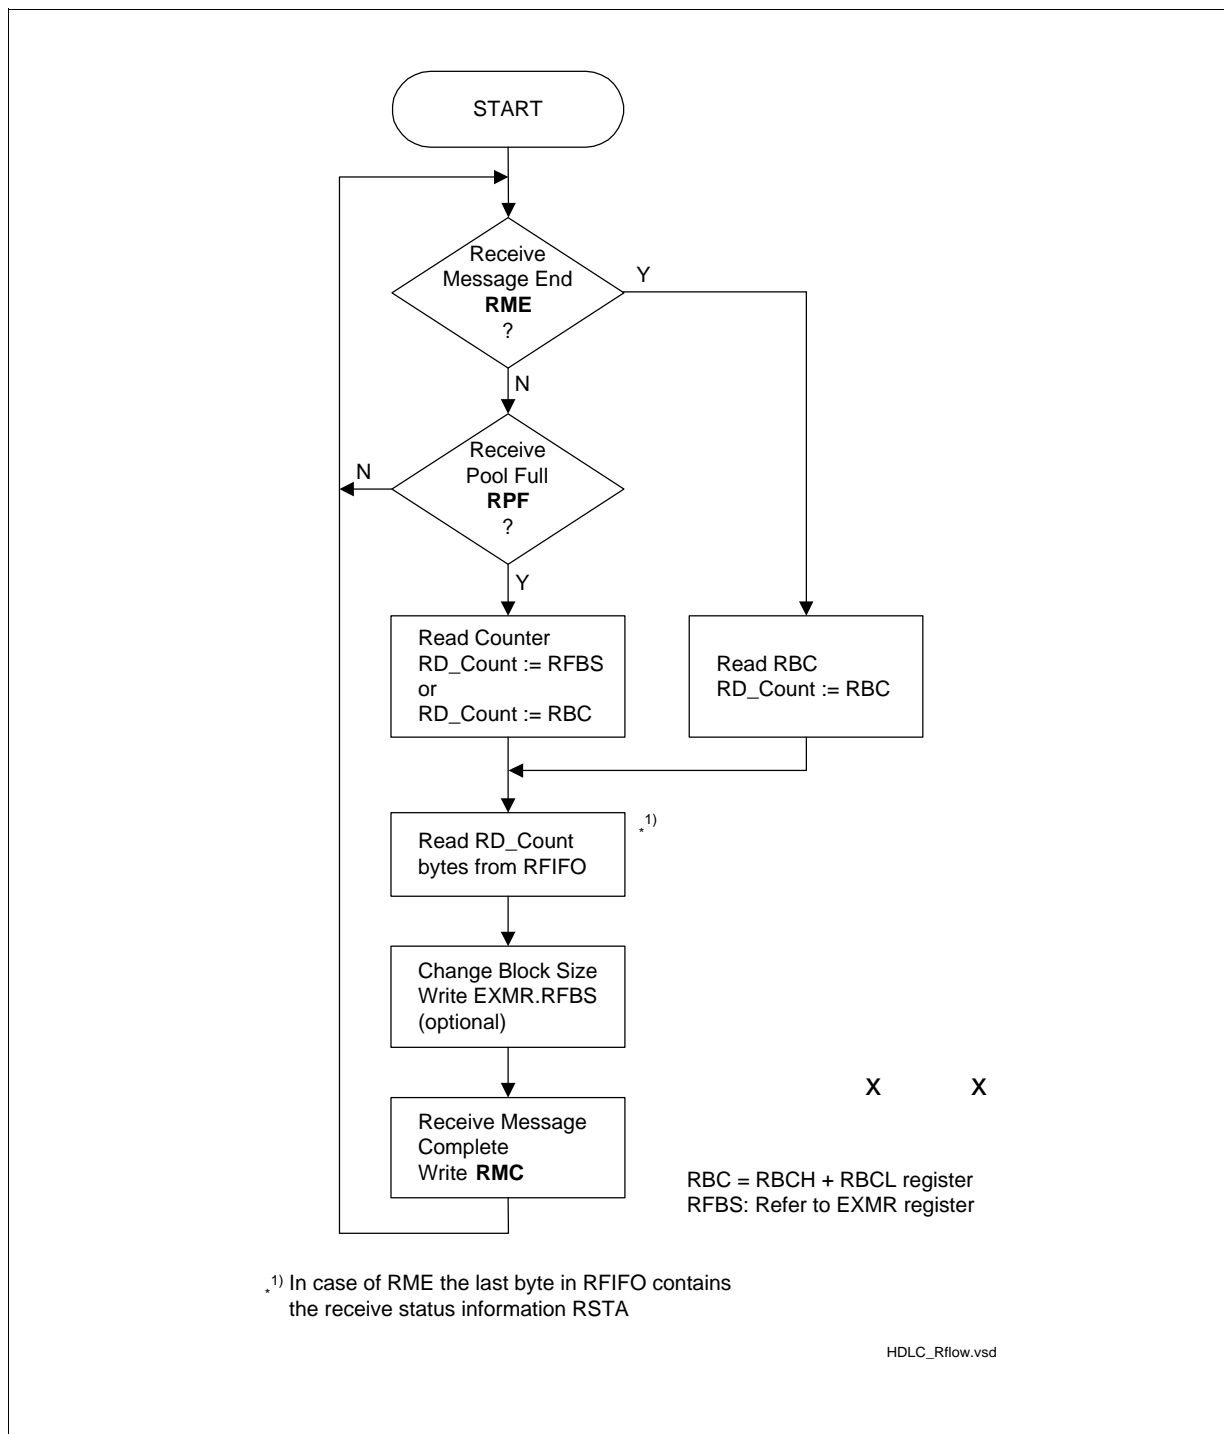 START
Receive
Message End
RME
?
Y
N
Receive
Pool Full
RPF
?
N
Y
Read Counter
RD_Count := RFBS
or
RD_Count := RBC
Read RBC
RD_Count := RBC
Read RD_Count
bytes from RFIFO
*1)
Change Block Size
Write EXMR.RFBS
(optional)
X X
Receive Message
Complete
Write RMC
RBC = RBCH + RBCL register
RFBS: Refer to EXMR register
*1) In case of RME the last byte in RFIFO contains
the receive status information RSTA
HDLC_Rflow.vsd